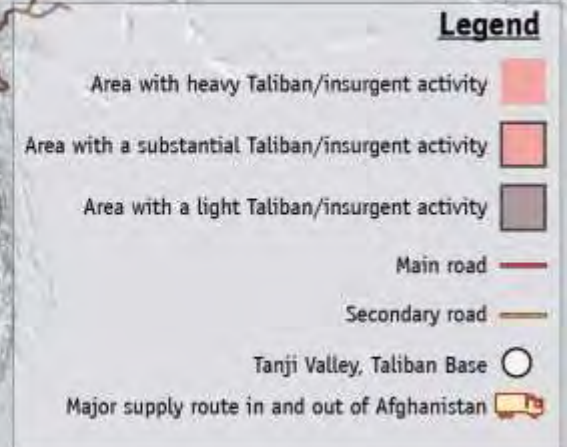 Legend
Area with heavy Taliban/insurgent activity
Area with a substantial Taliban/insurgent activity
Area with a light Taliban/insurgent activity
Main road
Secondary road
Tanji Valley, Taliban Base
Major supply route in and out of Afghanistan